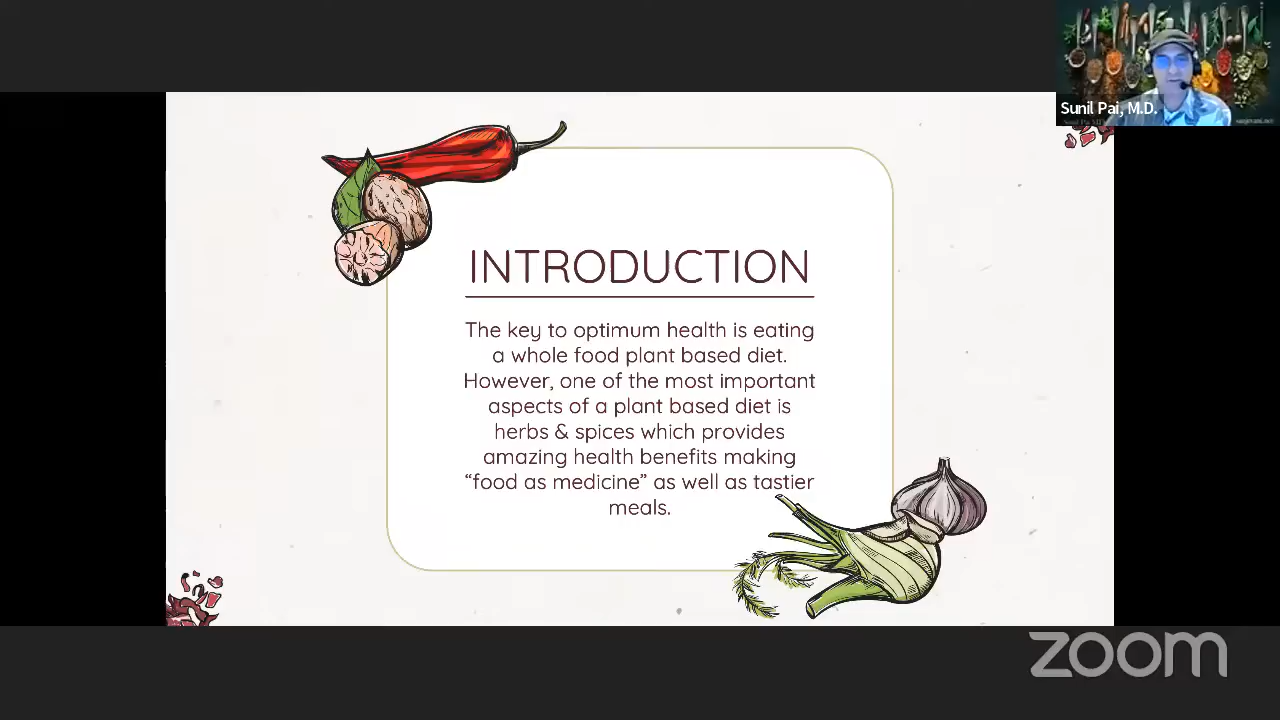 Sunil Pai, M.D.
INTRODUCTION
The key to optimum health is eating
a whole food plant based diet.
However, one of the most important
aspects of a plant based diet is
herbs & spices which provides
amazing health benefits making
“food as medicine” as well as tastier
meals.
zoom